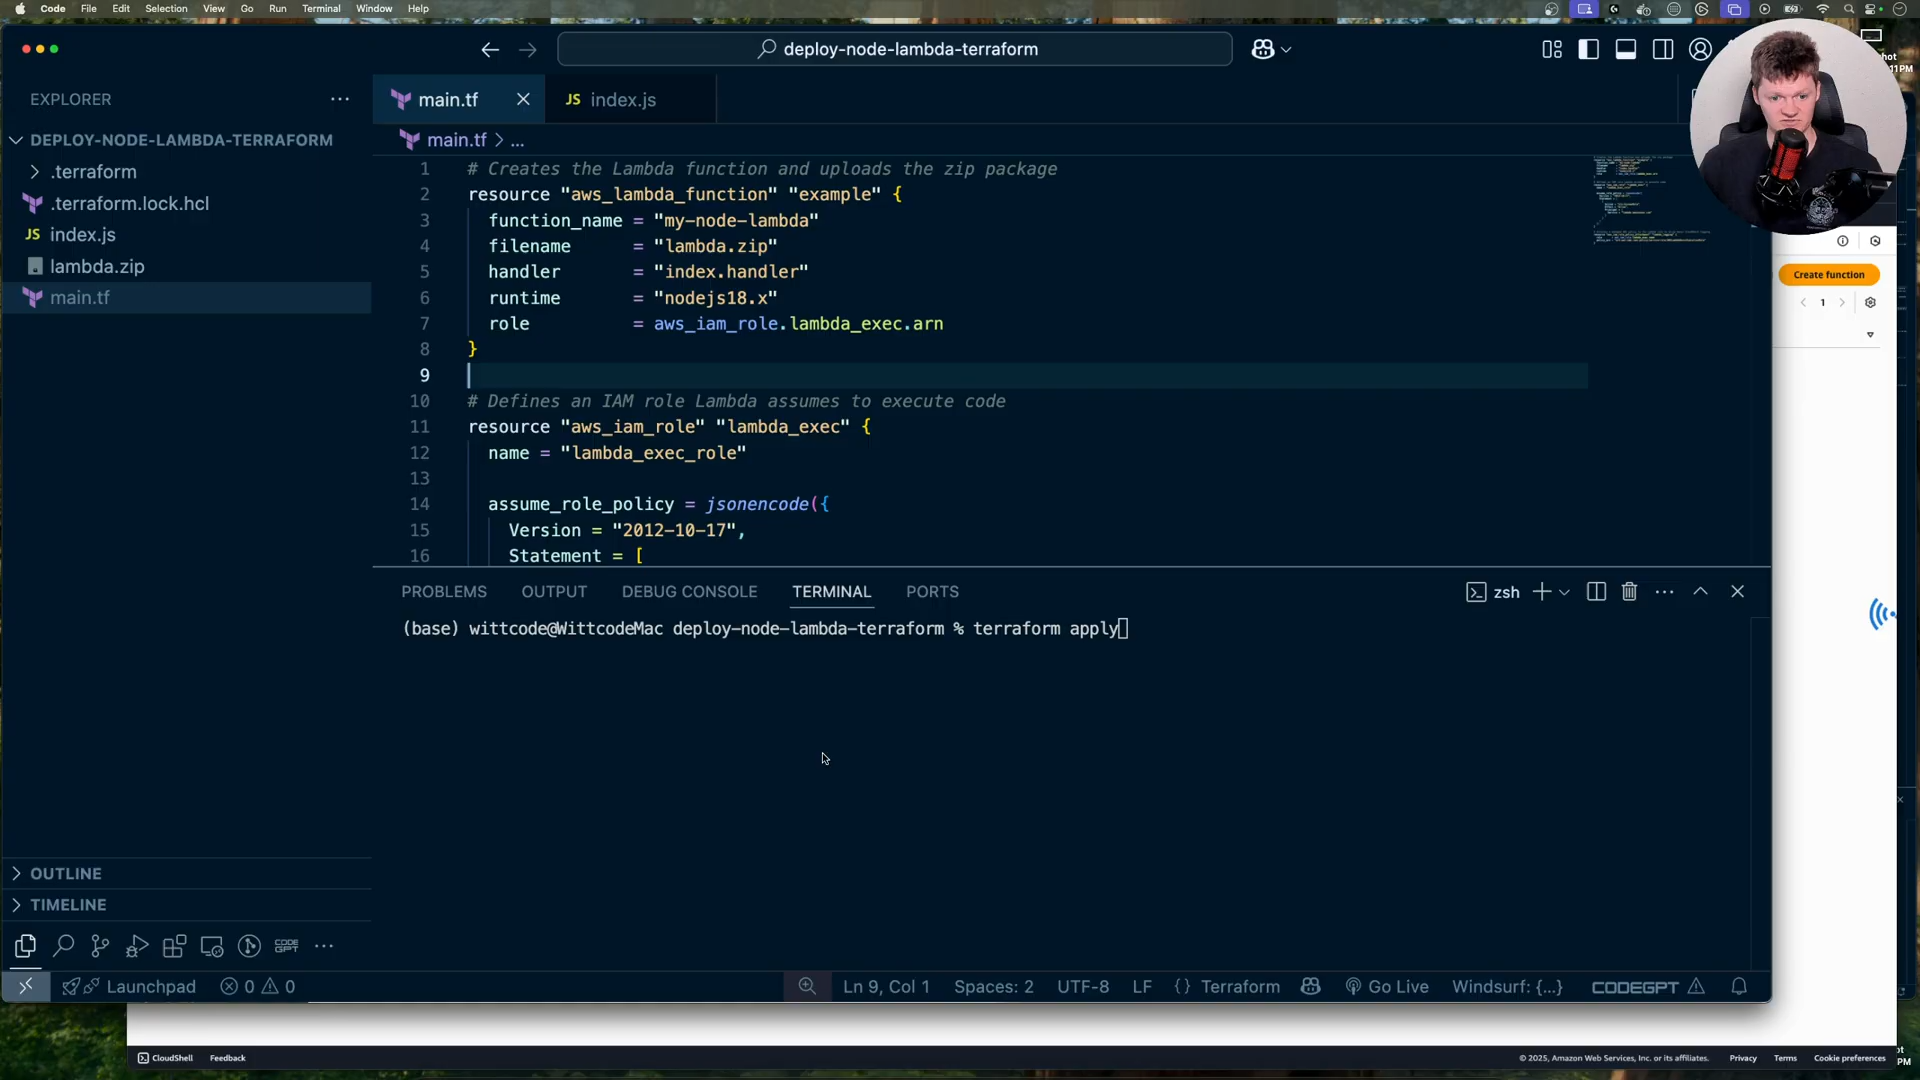 Code File Edit Selection View Go Run Terminal Window Help
deploy-node-lambda-terraform
EXPLORER
DEPLOY-NODE-LAMBDA-TERRAFORM
.terraform
.terraform.lock.hcl
index.js
lambda.zip
main.tf
main.tf
index.js
main.tf > ...
1 # Creates the Lambda function and uploads the zip package
2 resource "aws_lambda_function" "example" {
3 function_name = "my-node-lambda"
4 filename = "lambda.zip"
5 handler = "index.handler"
6 runtime = "nodejs18.x"
7 role = aws_iam_role.lambda_exec.arn
8 }
9
10 # Defines an IAM role Lambda assumes to execute code
11 resource "aws_iam_role" "lambda_exec" {
12 name = "lambda_exec_role"
13
14 assume_role_policy = jsonencode({
15 Version = "2012-10-17",
16 Statement = [
Create function
1
PROBLEMS OUTPUT DEBUG CONSOLE TERMINAL PORTS
zsh
(base) wittcode@WittcodeMac deploy-node-lambda-terraform % terraform apply
OUTLINE
TIMELINE
CODE
GPT
Launchpad 0 0
Ln 9, Col 1 Spaces: 2 UTF-8 LF {} Terraform Go Live Windsurf: {...} CODEGPT
CloudShell Feedback
© 2025, Amazon Web Services, Inc. or its affiliates. Privacy Terms Cookie preferences